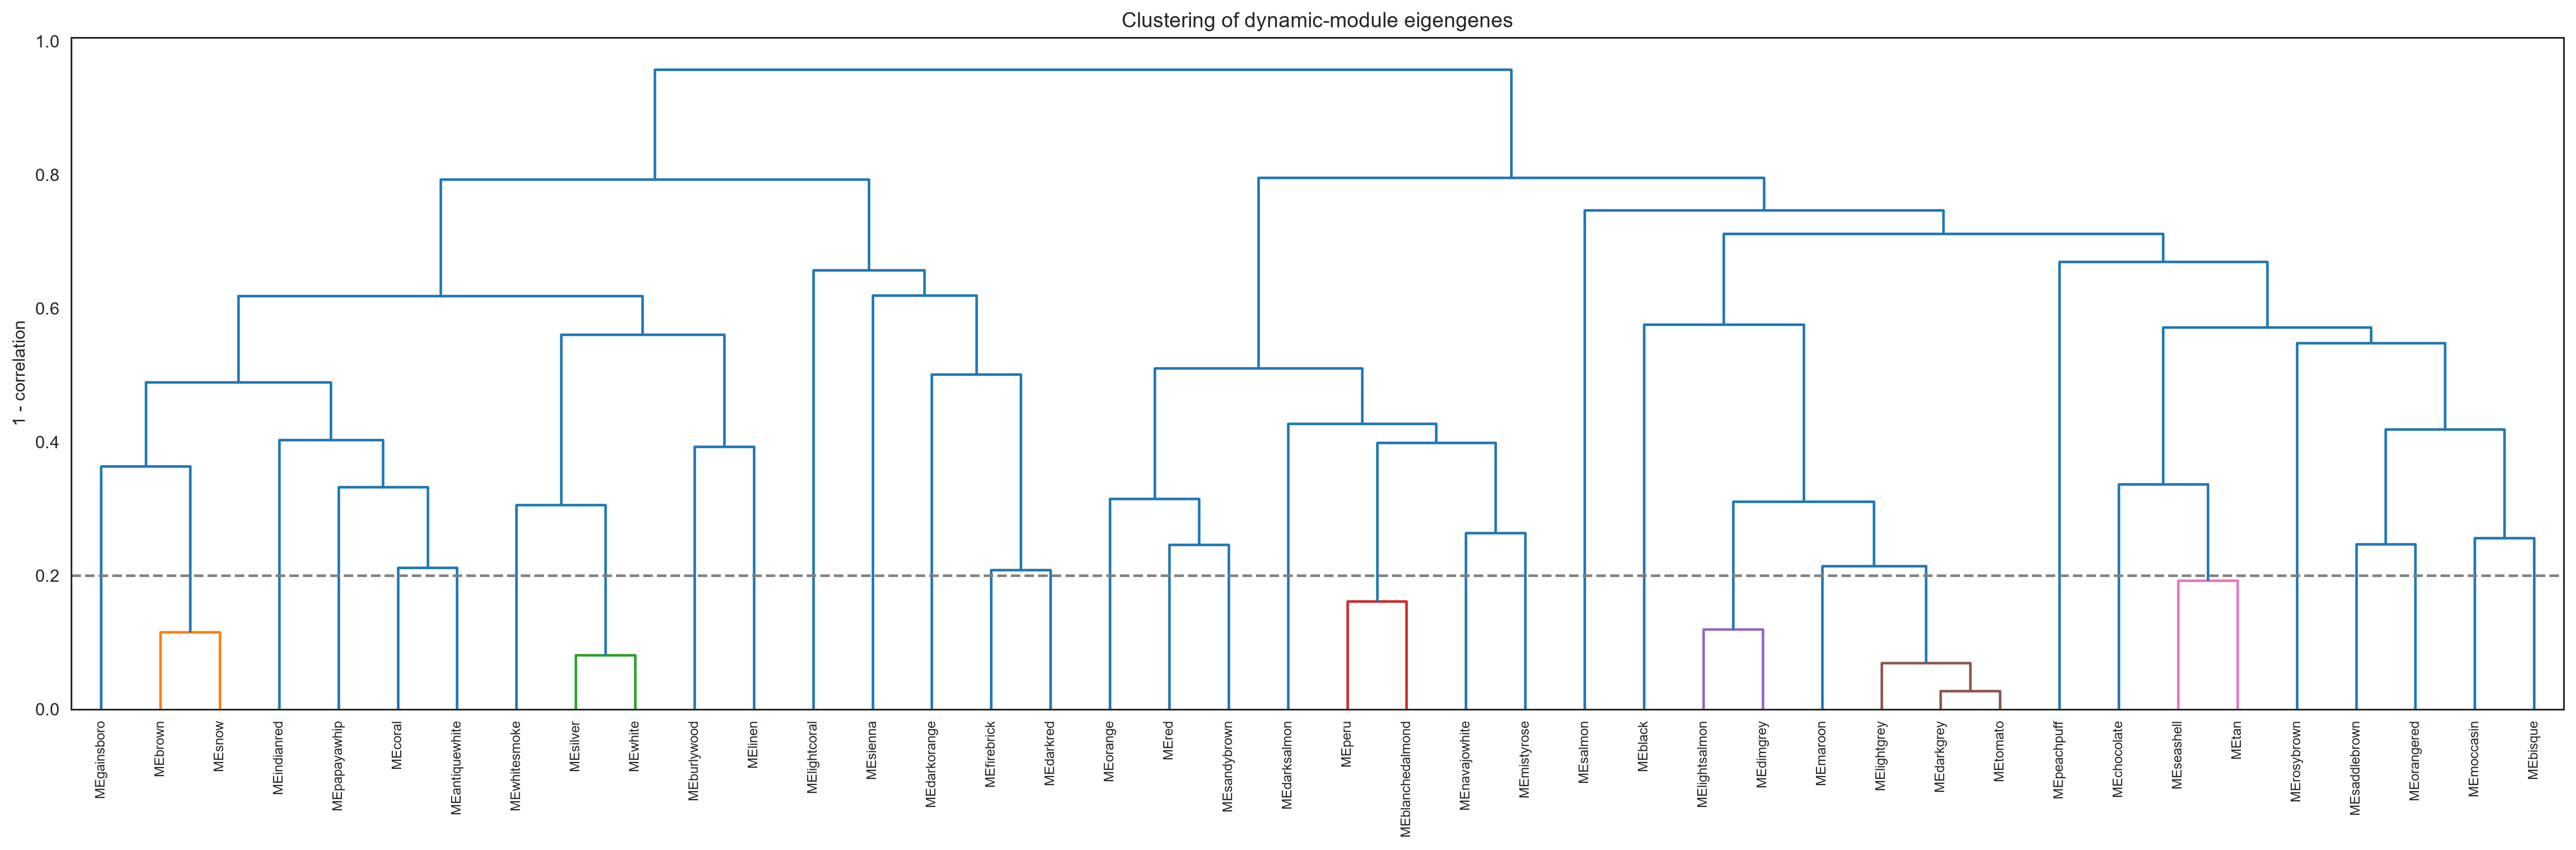 Clustering of dynamic-module eigengenes
1.0
0.8
0.6
0.4
0.2
0.0
1 - correlation
MEgainsboro
MEbrown
MEsnow
MEindianred
MEpapayawhip
MEcoral
MEantiquewhite
MEwhitesmoke
MEsilver
MEwhite
MEburlywood
MElinen
MElightcoral
MEsienna
MEdarkorange
MEfirebrick
MEdarkred
MEorange
MEred
MEsandybrown
MEdarksalmon
MEperu
MEblanchedalmond
MEnavajowhite
MEmistyrose
MEsalmon
MEblack
MElightsalmon
MEdimgrey
MEmaroon
MElightgrey
MEdarkgrey
MEtomato
MEpeachpuff
MEchocolate
MEseashell
MEtan
MErosybrown
MEsaddlebrown
MEorangered
MEmoccasin
MEbisque